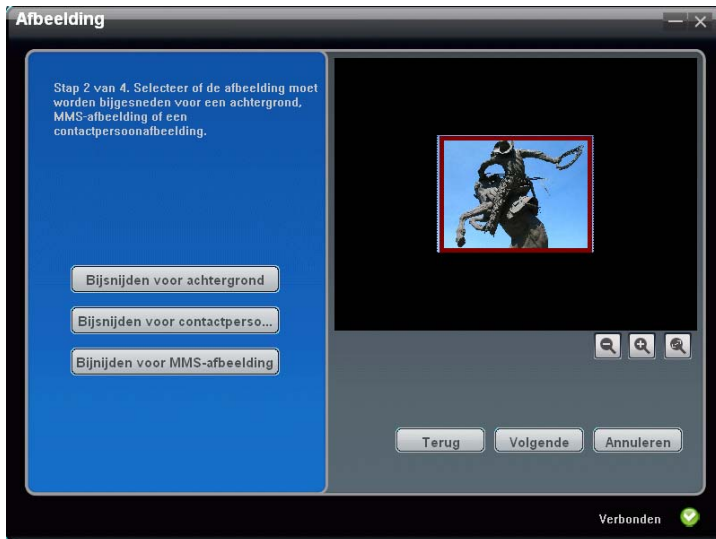 Afbeelding
Stap 2 van 4. Selecteer of de afbeelding moet
worden bijgesneden voor een achtergrond,
MMS-afbeelding of een
contactpersoonafbeelding.
Bijsnijden voor achtergrond
Bijsnijden voor contactperso...
Bijnijden voor MMS-afbeelding
Terug
Volgende
Annuleren
Verbonden